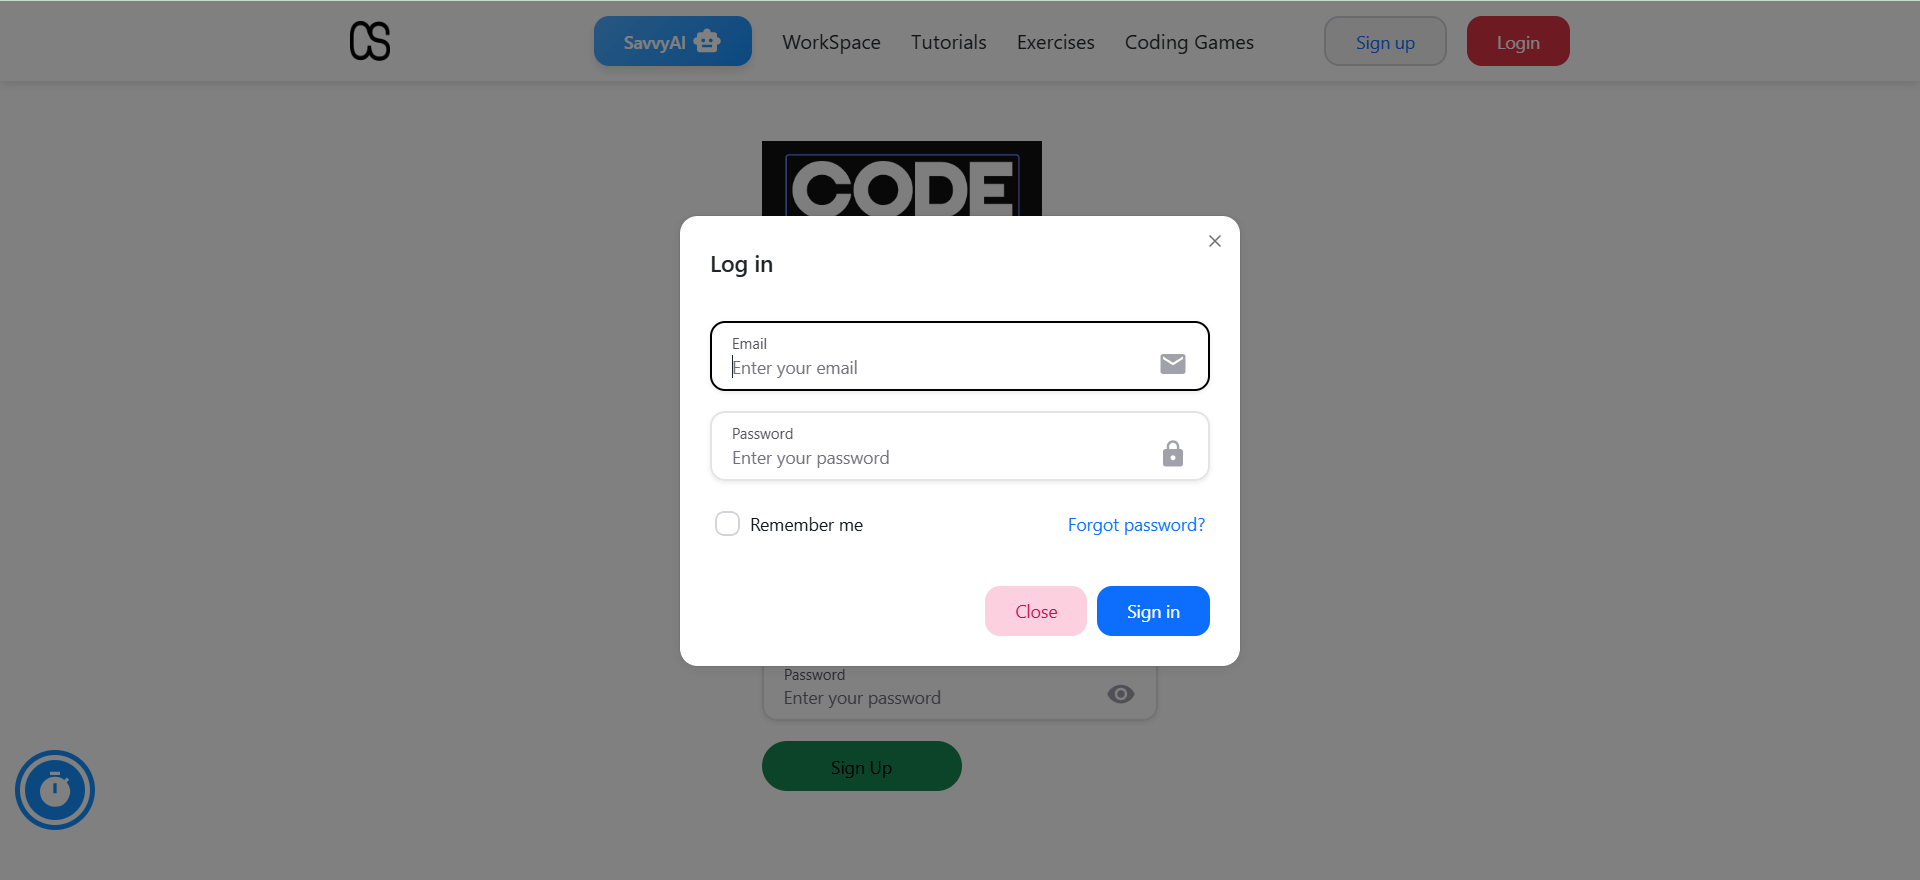 CS
SavvyAI
WorkSpace
Tutorials
Exercises
Coding Games
Sign up
Login
CODE
Log in
Email
Enter your email
Password
Enter your password
Remember me
Forgot password?
Close
Sign in
Password
Enter your password
Sign Up